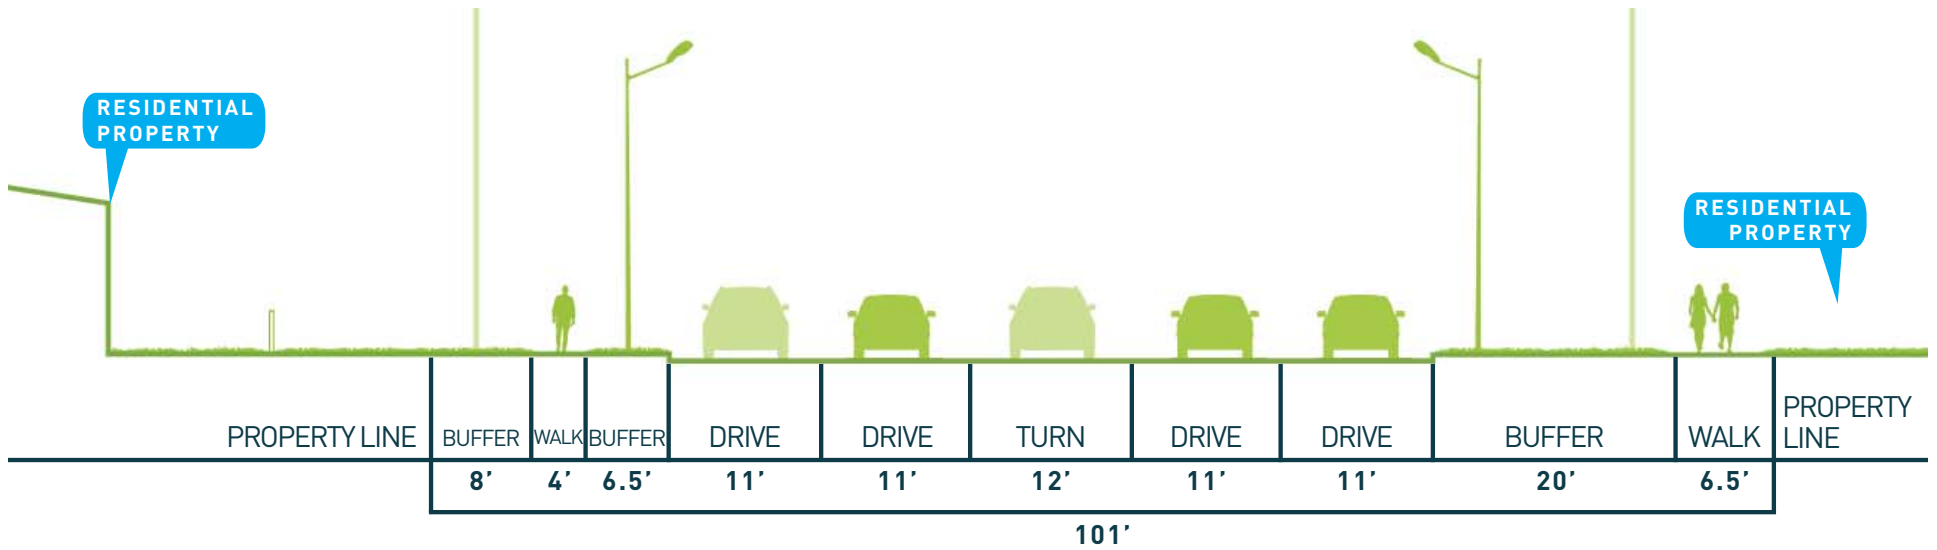 RESIDENTIAL
PROPERTY
RESIDENTIAL
PROPERTY
PROPERTY LINE BUFFER WALK BUFFER DRIVE DRIVE TURN DRIVE DRIVE BUFFER WALK PROPERTY
LINE
8’ 4’ 6.5’ 11’ 11’ 12’ 11’ 11’ 20’ 6.5’
101’